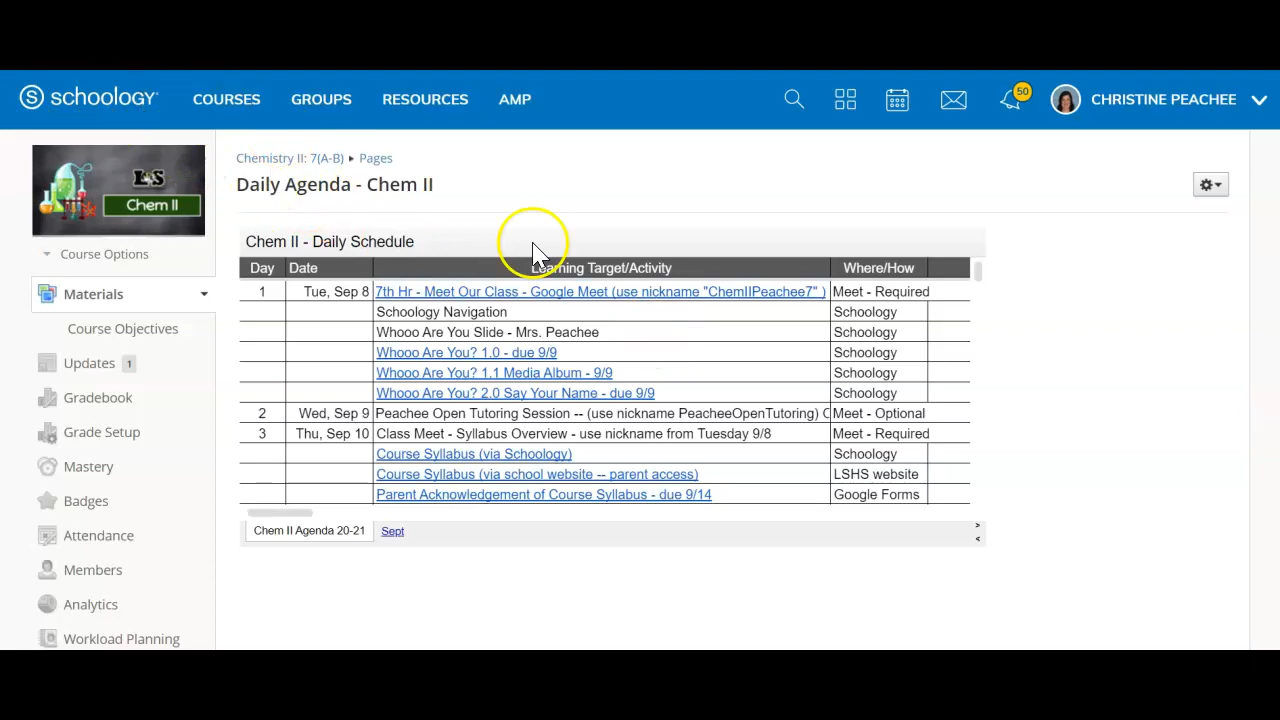 schoology COURSES GROUPS RESOURCES AMP 50 CHRISTINE PEACHEE
Chemistry II: 7(A-B) Pages
Daily Agenda - Chem II
L&S
Chem II
Course Options
Materials
Course Objectives
Updates 1
Gradebook
Grade Setup
Mastery
Badges
Attendance
Members
Analytics
Workload Planning
Chem II - Daily Schedule
Day Date Learning Target/Activity Where/How
1 Tue, Sep 8 7th Hr - Meet Our Class - Google Meet (use nickname "ChemIIPeachee7" ) Meet - Required
Schoology Navigation Schoology
Whooo Are You Slide - Mrs. Peachee Schoology
Whooo Are You? 1.0 - due 9/9 Schoology
Whooo Are You? 1.1 Media Album - 9/9 Schoology
Whooo Are You? 2.0 Say Your Name - due 9/9 Schoology
2 Wed, Sep 9 Peachee Open Tutoring Session -- (use nickname PeacheeOpenTutoring) Meet - Optional
3 Thu, Sep 10 Class Meet - Syllabus Overview - use nickname from Tuesday 9/8 Meet - Required
Course Syllabus (via Schoology) Schoology
Course Syllabus (via school website -- parent access) LSHS website
Parent Acknowledgement of Course Syllabus - due 9/14 Google Forms
Chem II Agenda 20-21 Sept